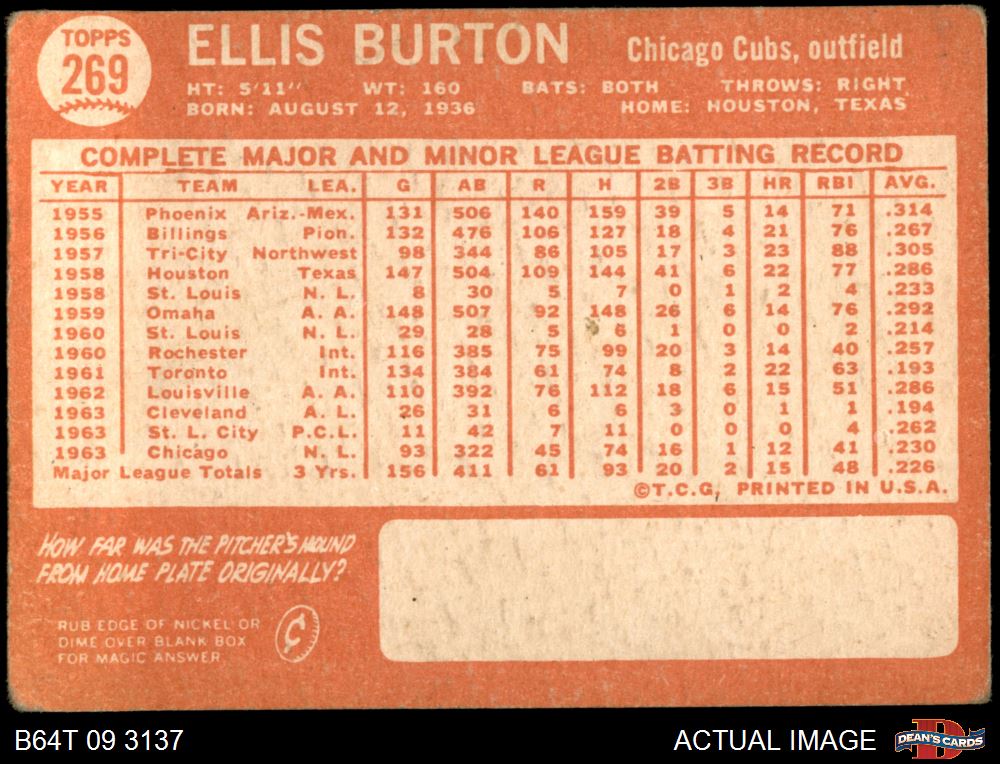 TOPPS
269
ELLIS BURTON
Chicago Cubs, outfield
HT: 5'11" WT: 160 BATS: BOTH THROWS: RIGHT
BORN: AUGUST 12, 1936 HOME: HOUSTON, TEXAS
COMPLETE MAJOR AND MINOR LEAGUE BATTING RECORD
YEAR TEAM LEA. G AB R H 2B 3B HR RBI AVG.
1955 Phoenix Ariz.-Mex. 131 506 140 159 39 5 14 71 .314
1956 Billings Pion. 132 476 106 127 18 4 21 76 .267
1957 Tri-City Northwest 98 344 86 105 17 3 23 88 .305
1958 Houston Texas 147 504 109 144 41 6 22 77 .286
1958 St. Louis N. L. 8 30 5 7 0 1 2 4 .233
1959 Omaha A. A. 148 507 92 148 26 6 14 76 .292
1960 St. Louis N. L. 29 28 5 6 1 0 0 2 .214
1960 Rochester Int. 116 385 75 99 20 3 14 40 .257
1961 Toronto Int. 134 384 61 74 8 2 22 63 .193
1962 Louisville A. A. 110 392 76 112 18 6 15 51 .286
1963 Cleveland A. L. 26 31 6 6 3 0 1 1 .194
1963 St. L. City P.C.L. 11 42 7 11 0 0 0 4 .262
1963 Chicago N. L. 93 322 45 74 16 1 12 41 .230
Major League Totals 3 Yrs. 156 411 61 93 20 2 15 48 .226
©T.C.G. PRINTED IN U.S.A.
HOW FAR WAS THE PITCHER'S MOUND
FROM HOME PLATE ORIGINALLY?
RUB EDGE OF NICKEL OR
DIME OVER BLANK BOX
FOR MAGIC ANSWER
¢
B64T 09 3137
ACTUAL IMAGE
DEAN'S CARDS